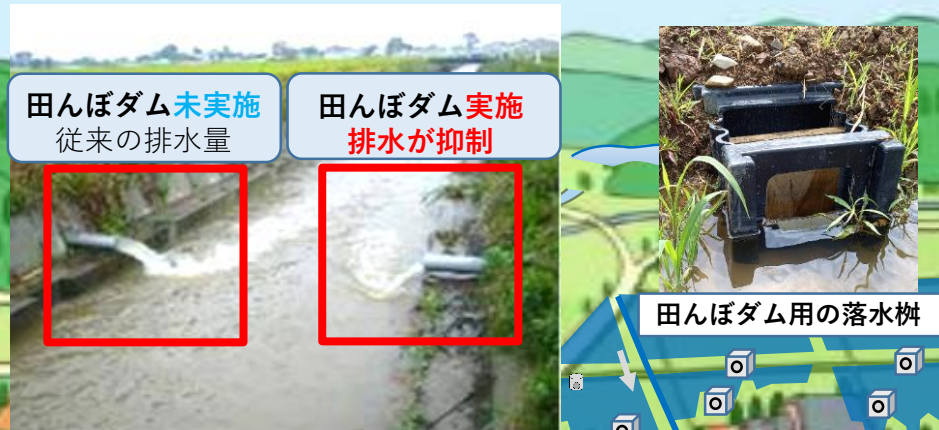 田んぼダム未実施
従来の排水量
田んぼダム実施
排水が抑制
田んぼダム用の落水桝